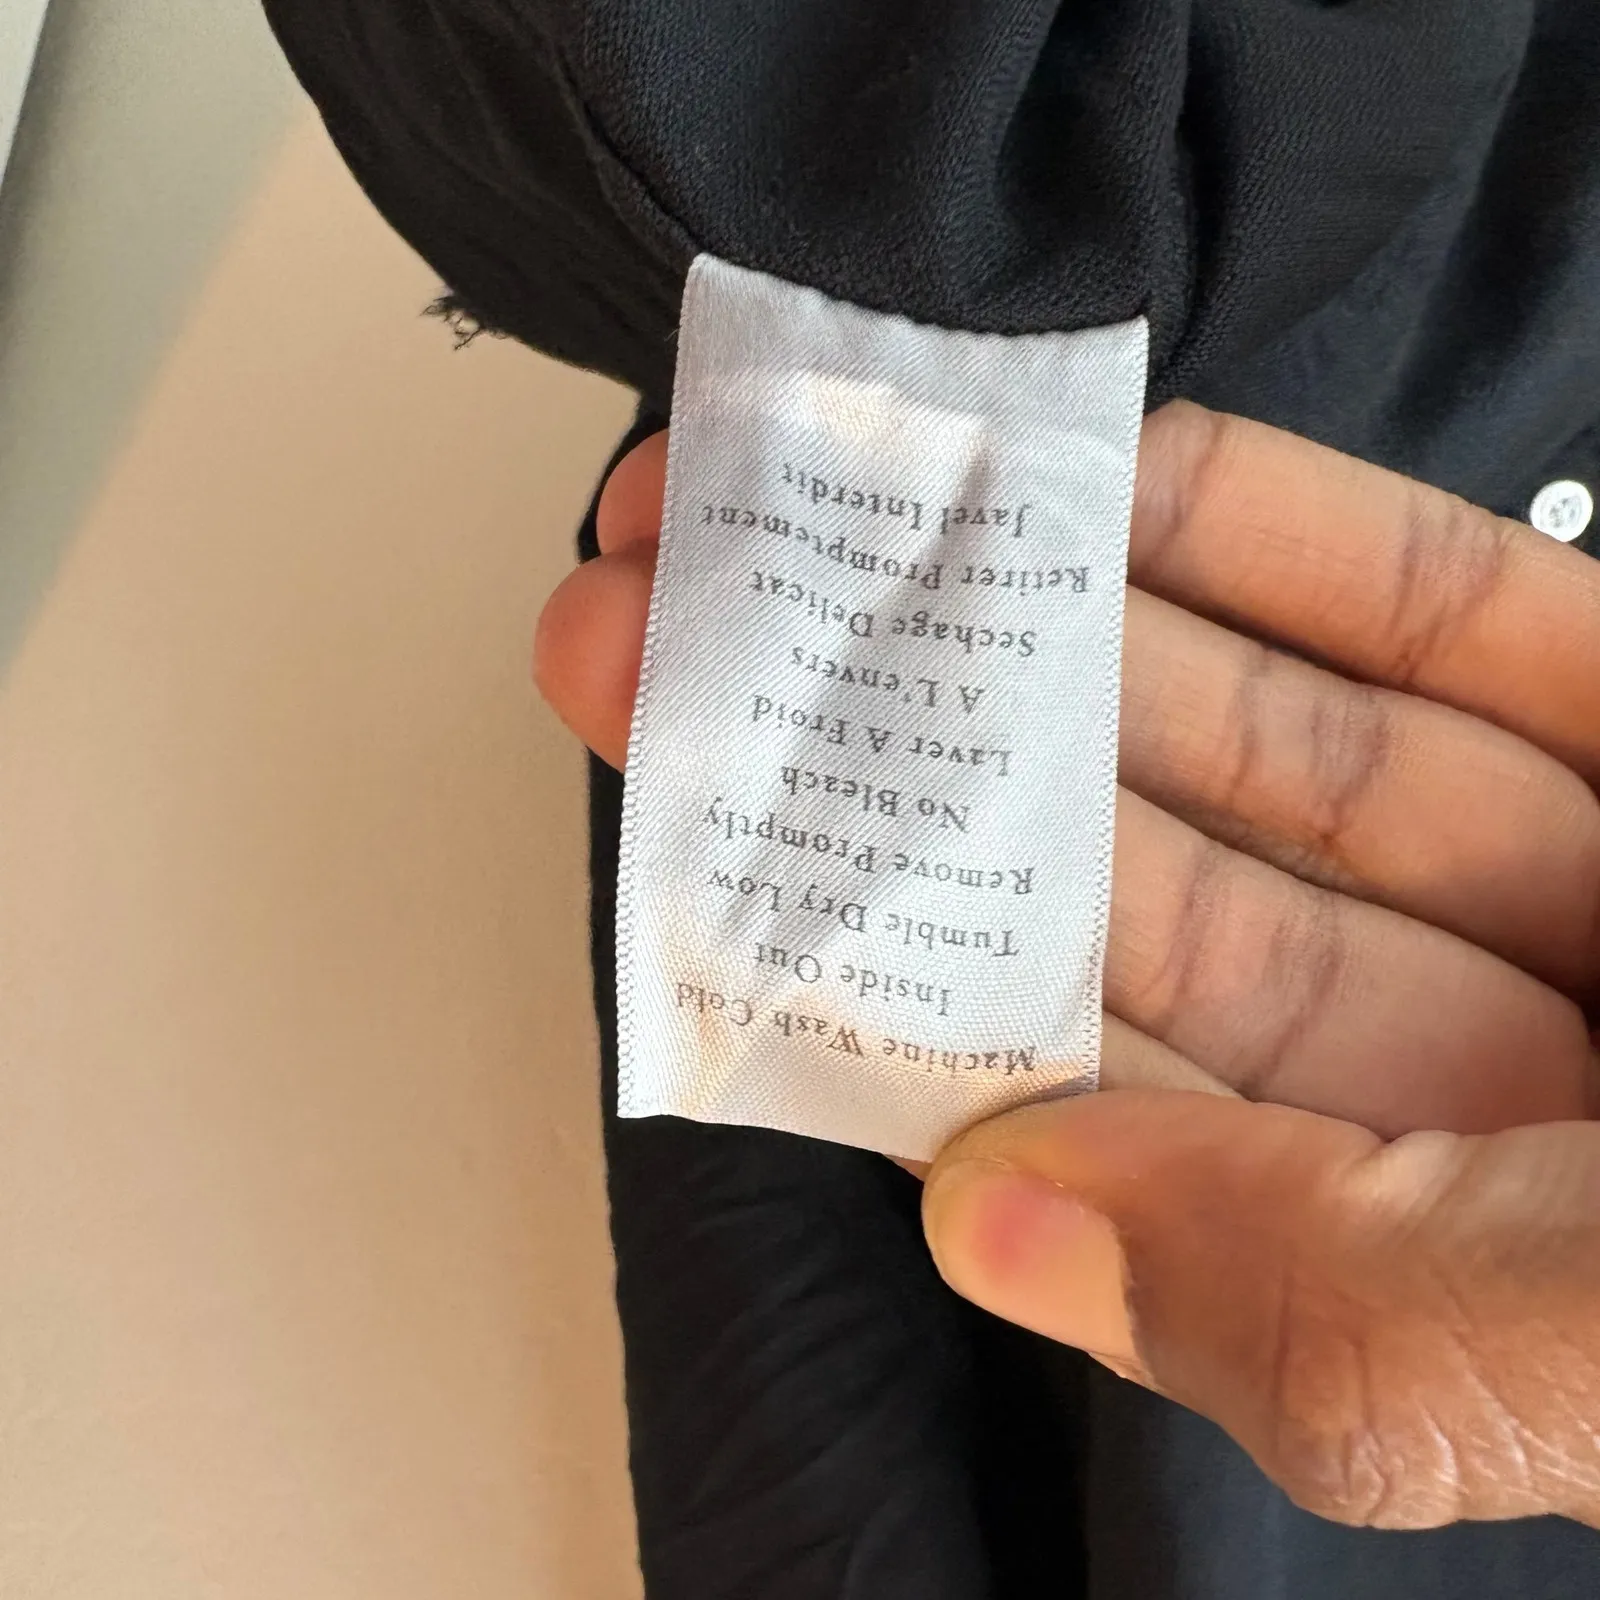 Machine Wash Cold
Inside Out
Tumble Dry Low
Remove Promptly
No Bleach
Laver A Froid
A L'envers
Sechage Delicat
Retirer Promptement
Javel Interdit